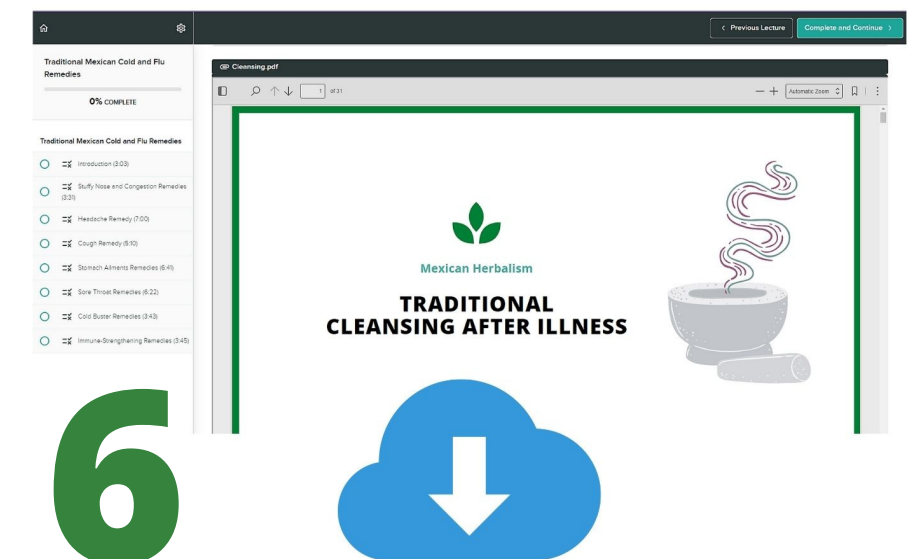 Previous Lecture
Complete and Continue
Traditional Mexican Cold and Flu
Remedies
0% COMPLETE
Traditional Mexican Cold and Flu Remedies
Introduction (3:03)
Stuffy Nose and Congestion Remedies
(3:31)
Headache Remedy (7:00)
Cough Remedy (6:10)
Stomach Ailments Remedies (6:41)
Sore Throat Remedies (6:22)
Cold Buster Remedies (3:43)
Immune-Strengthening Remedies (3:45)
Cleansing.pdf
1 of 31
Automatic Zoom
Mexican Herbalism
TRADITIONAL
CLEANSING AFTER ILLNESS
6